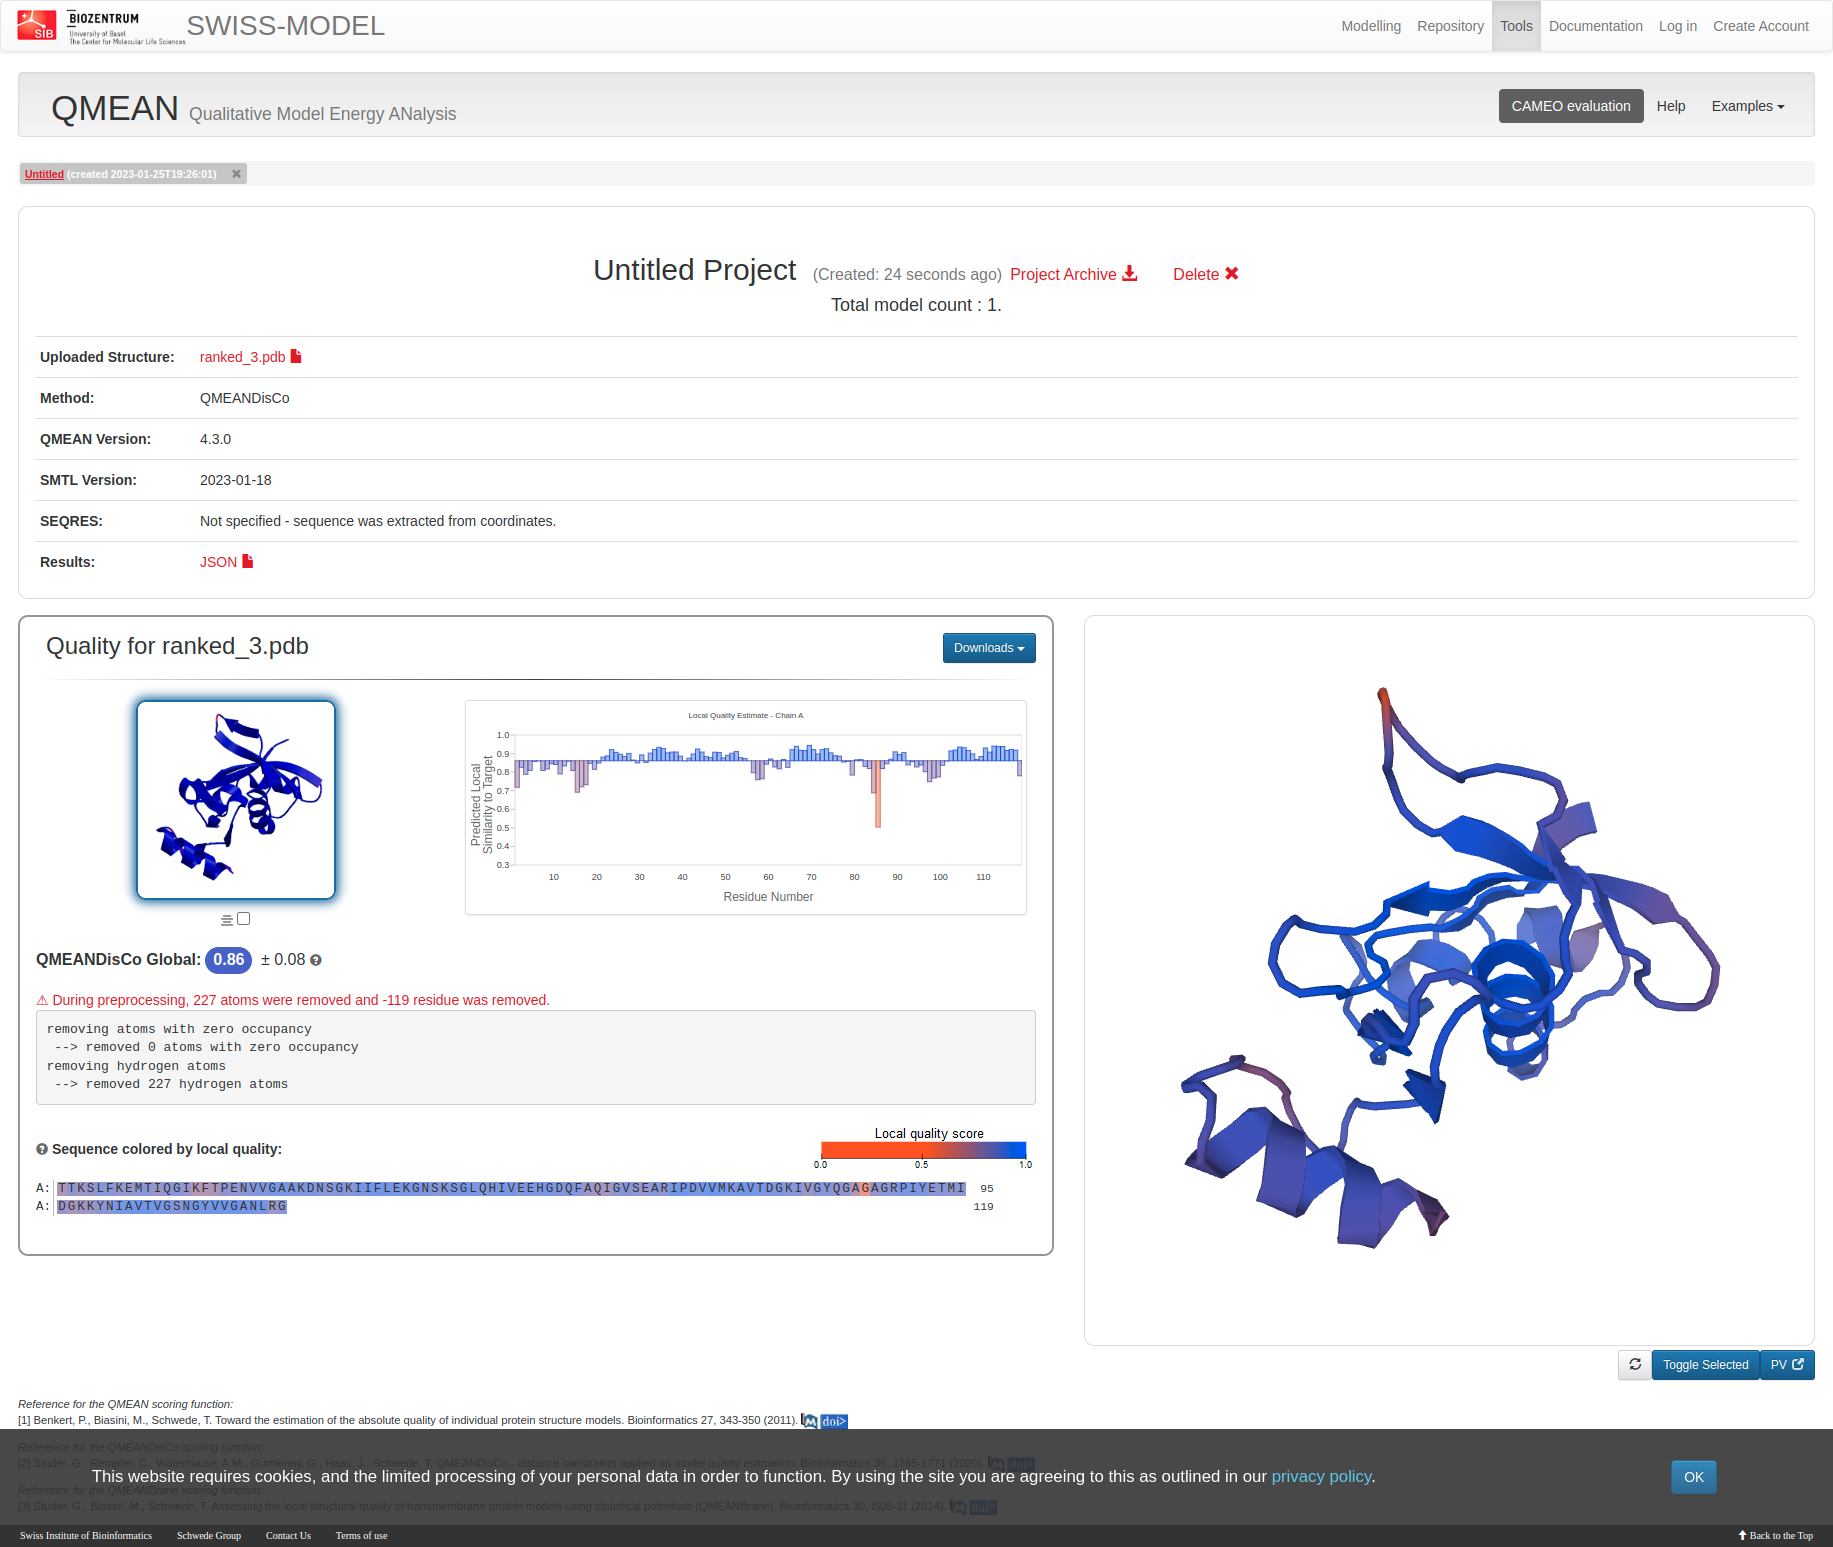 SIB
BIOZENTRUM
University of Basel
The Center for Molecular Life Sciences
SWISS-MODEL
Modelling Repository Tools Documentation Log in Create Account
QMEAN Qualitative Model Energy ANalysis
CAMEO evaluation Help Examples
Untitled (created 2023-01-25T19:26:01)
Untitled Project (Created: 24 seconds ago) Project Archive Delete
Total model count : 1.
Uploaded Structure: ranked_3.pdb
Method: QMEANDisCo
QMEAN Version: 4.3.0
SMTL Version: 2023-01-18
SEQRES: Not specified - sequence was extracted from coordinates.
Results: JSON
Quality for ranked_3.pdb
Downloads
Local Quality Estimate - Chain A
Predicted Local
Similarity to Target
1.0
0.9
0.8
0.7
0.6
0.5
0.4
0.3
10 20 30 40 50 60 70 80 90 100 110
Residue Number
QMEANDisCo Global: 0.86 ± 0.08
⚠ During preprocessing, 227 atoms were removed and -119 residue was removed.
removing atoms with zero occupancy
--> removed 0 atoms with zero occupancy
removing hydrogen atoms
--> removed 227 hydrogen atoms
Sequence colored by local quality:
Local quality score
0.0 0.5 1.0
A: TTKSLFKEMTIQGIKFTPENVVGAAKDNSGKIIFLEKGNSKSGLQHIVEEHGDQFAQIGVSEARIPDVVMKAVTDGKIVGYQGAGAGRPIYETMI 95
A: DGKKYNIAVTVGSNGYVVGANLRG 119
Toggle Selected PV
Reference for the QMEAN scoring function:
[1] Benkert, P., Biasini, M., Schwede, T. Toward the estimation of the absolute quality of individual protein structure models. Bioinformatics 27, 343-350 (2011). M doi>
Reference for the QMEANDisCo scoring function:
[2] Studer, G., Rempfer, C., Waterhouse, A.M., Gumienny, G., Haas, J., Schwede, T. QMEANDisCo - distance constraints applied on model quality estimation. Bioinformatics 36, 1765-1771 (2020). M doi>
This website requires cookies, and the limited processing of your personal data in order to function. By using the site you are agreeing to this as outlined in our privacy policy.
OK
Reference for the QMEANBrane scoring function:
[3] Studer, G., Biasini, M., Schwede, T. Assessing the local structural quality of transmembrane protein models using statistical potentials (QMEANBrane). Bioinformatics 30, i505-11 (2014). M doi>
Swiss Institute of Bioinformatics Schwede Group Contact Us Terms of use
Back to the Top